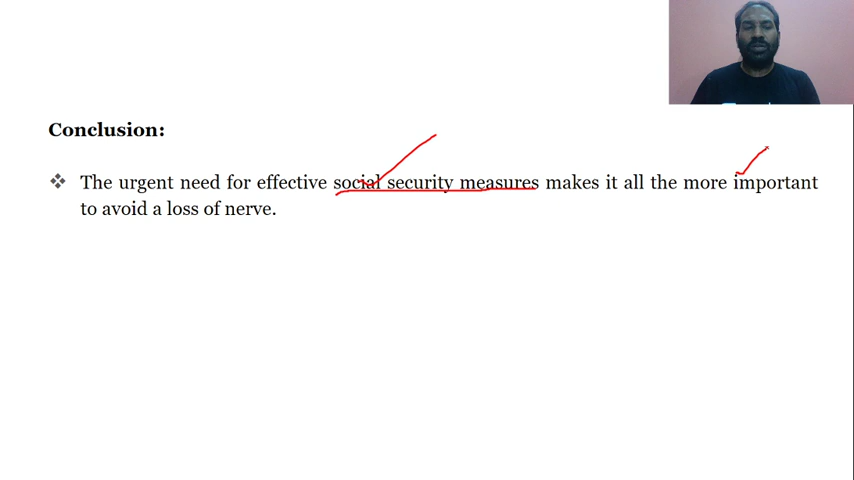 Conclusion:
❖ The urgent need for effective social security measures makes it all the more important
to avoid a loss of nerve.